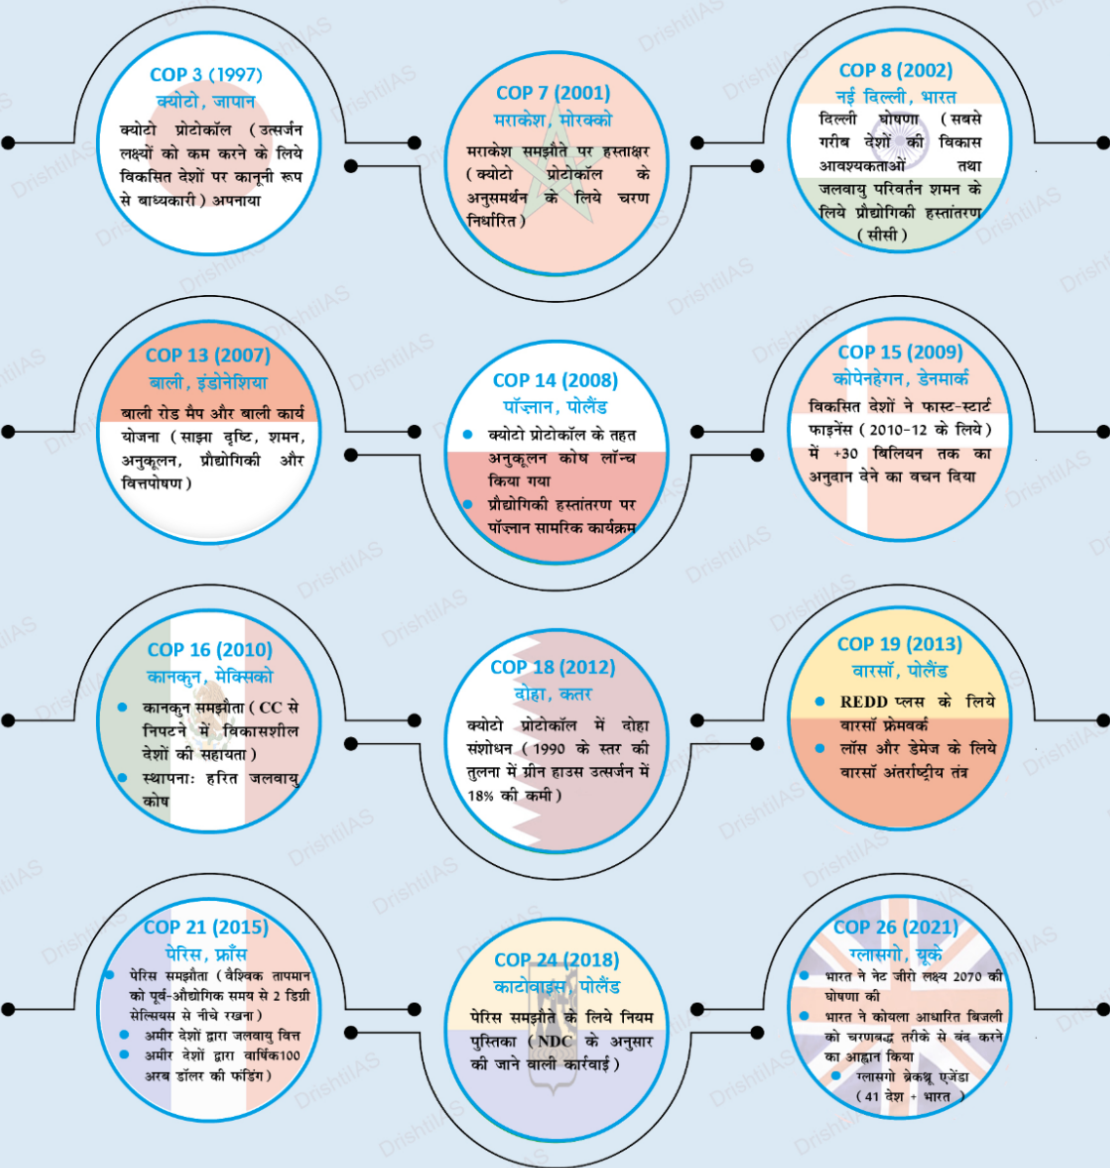 COP 3 (1997)
क्योटो, जापान
क्योटो प्रोटोकॉल (उत्सर्जन
लक्ष्यों को कम करने के लिये
विकसित देशों पर कानूनी रूप
से बाध्यकारी) अपनाया
COP 7 (2001)
मराकेश, मोरक्को
मराकेश समझौते पर हस्ताक्षर
(क्योटो प्रोटोकॉल के
अनुसमर्थन के लिये चरण
निर्धारित)
COP 8 (2002)
नई दिल्ली, भारत
दिल्ली घोषणा (सबसे
गरीब देशों की विकास
आवश्यकताओं तथा
जलवायु परिवर्तन शमन के
लिये प्रौद्योगिकी हस्तांतरण
(सीसी)
COP 13 (2007)
बाली, इंडोनेशिया
बाली रोड मैप और बाली कार्य
योजना (साझा दृष्टि, शमन,
अनुकूलन, प्रौद्योगिकी और
वित्तपोषण)
COP 14 (2008)
पॉज़्नान, पोलैंड
क्योटो प्रोटोकॉल के तहत
अनुकूलन कोष लॉन्च
किया गया
प्रौद्योगिकी हस्तांतरण पर
पॉज़्नान सामरिक कार्यक्रम
COP 15 (2009)
कोपेनहेगन, डेनमार्क
विकसित देशों ने फास्ट-स्टार्ट
फाइनेंस (2010-12 के लिये)
में +30 बिलियन तक का
अनुदान देने का वचन दिया
COP 16 (2010)
कानकुन, मेक्सिको
कानकुन समझौता (CC से
निपटने में विकासशील
देशों की सहायता)
स्थापनाः हरित जलवायु
कोष
COP 18 (2012)
दोहा, कतर
क्योटो प्रोटोकॉल में दोहा
संशोधन (1990 के स्तर की
तुलना में ग्रीन हाउस उत्सर्जन में
18% की कमी)
COP 19 (2013)
वारसॉ, पोलैंड
REDD प्लस के लिये
वारसॉ फ्रेमवर्क
लॉस और डेमेज के लिये
वारसॉ अंतर्राष्ट्रीय तंत्र
COP 21 (2015)
पेरिस, फ्राँस
पेरिस समझौता (वैश्विक तापमान
को पूर्व-औद्योगिक समय से 2 डिग्री
सेल्सियस से नीचे रखना)
अमीर देशों द्वारा जलवायु वित्त
अमीर देशों द्वारा वार्षिक100
अरब डॉलर की फंडिंग)
COP 24 (2018)
काटोवाइस, पोलैंड
पेरिस समझौते के लिये नियम
पुस्तिका (NDC के अनुसार
की जाने वाली कार्रवाई)
COP 26 (2021)
ग्लासगो, यूके
भारत ने नेट जीरो लक्ष्य 2070 की
घोषणा की
भारत ने कोयला आधारित बिजली
को चरणबद्ध तरीके से बंद करने
का आह्वान किया
ग्लासगो ब्रेकथ्रू एजेंडा
(41 देश + भारत )
DrishtiIAS